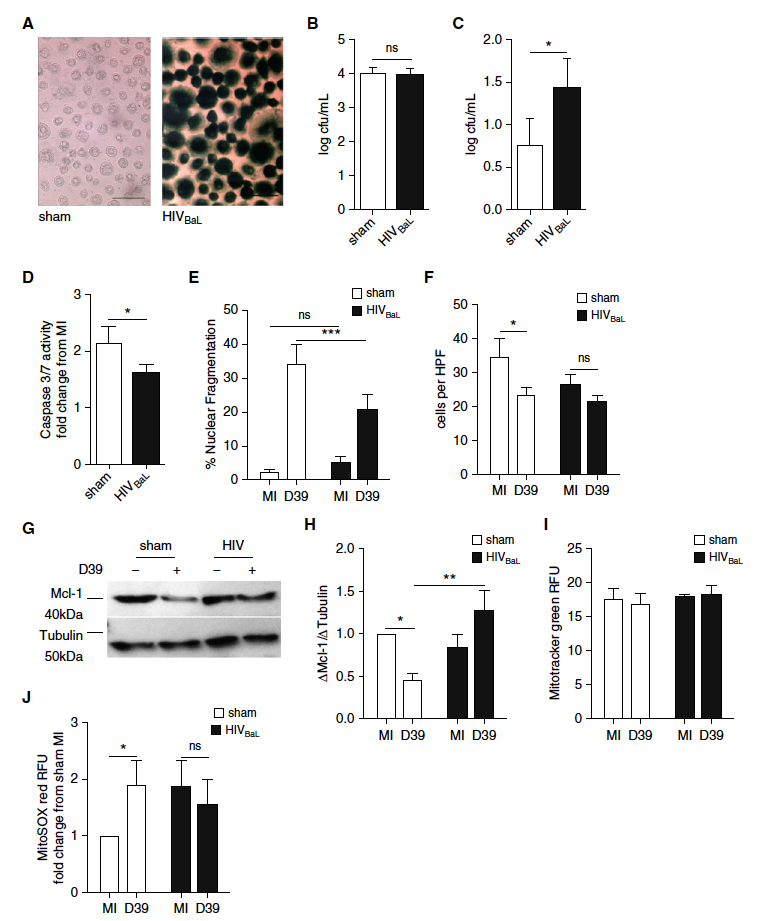 A
sham
HIVBaL
B
log cfu/mL
5
4
3
2
1
0
ns
sham
HIVBaL
C
log cfu/mL
2.0
1.5
1.0
0.5
0.0
*
sham
HIVBaL
D
Caspase 3/7 activity
fold change from MI
3
2
1
0
*
sham
HIVBaL
E
% Nuclear Fragmentation
50
40
30
20
10
0
sham
HIVBaL
ns
***
MI D39 MI D39
F
cells per HPF
50
40
30
20
10
0
sham
HIVBaL
*
ns
MI D39 MI D39
G
sham HIV
D39 – + – +
Mcl-1
40kDa
Tubulin
50kDa
H
ΔMcl-1/Δ Tubulin
2.0
1.5
1.0
0.5
0.0
sham
HIVBaL
**
*
MI D39 MI D39
I
Mitotracker green RFU
25
20
15
10
5
0
sham
HIVBaL
MI D39 MI D39
J
MitoSOX red RFU
fold change from sham MI
3
2
1
0
sham
HIVBaL
*
ns
MI D39 MI D39